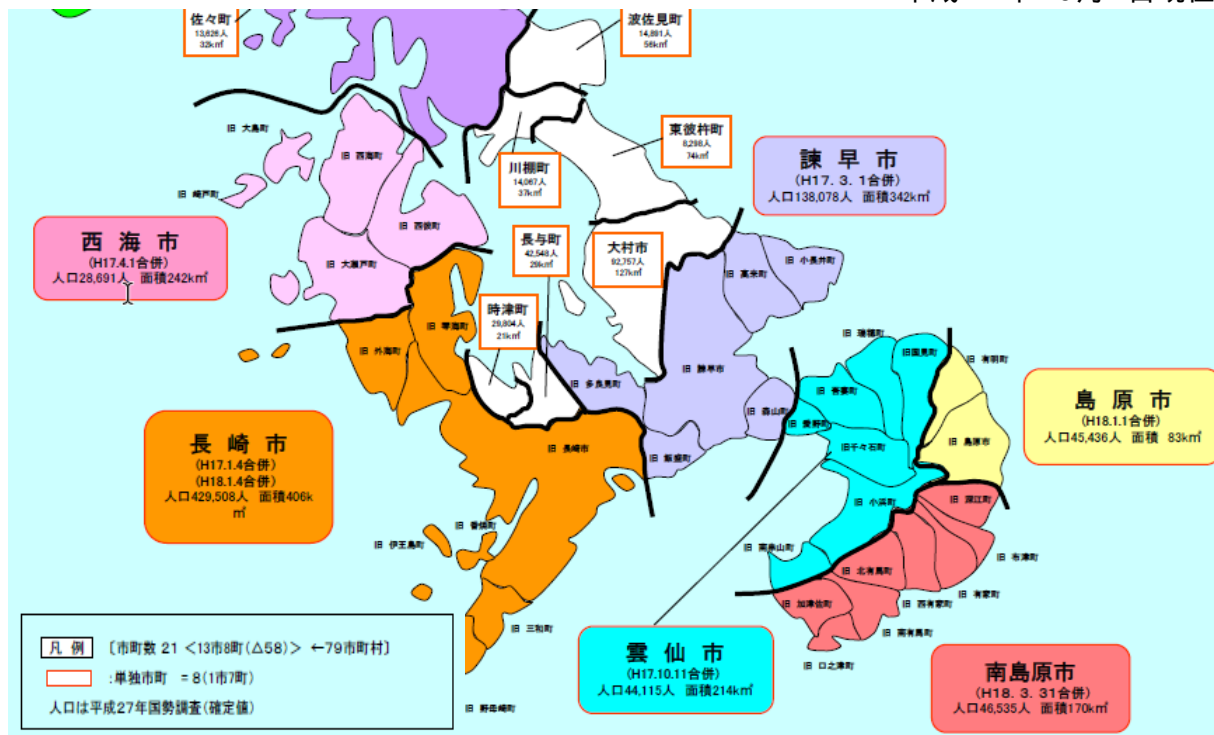 佐々町
13,626人
32k㎡
波佐見町
14,891人
56k㎡
旧 大島町
旧 西海町
東彼杵町
8,298人
74k㎡
川棚町
14,067人
37k㎡
諫 早 市
(H17. 3. 1合併)
人口138,078人 面積342k㎡
旧 崎戸町
旧 西彼町
西 海 市
(H17.4.1合併)
人口28,691人 面積242k㎡
旧 大瀬戸町
長与町
42,548人
29k㎡
大村市
92,757人
127k㎡
旧 高来町
旧 小長井町
時津町
29,804人
21k㎡
旧 琴海町
旧 外海町
旧 瑞穂町
旧国見町
旧 有明町
旧 多良見町
旧 諫早市
旧 森山町
旧 吾妻町
旧 愛野町
島 原 市
(H18.1.1合併)
人口45,436人 面積 83k㎡
長 崎 市
(H17.1.4合併)
(H18.1.4合併)
人口429,508人 面積406k
㎡
旧 長崎市
旧 飯盛町
旧千々石町
旧 島原市
旧 小浜町
旧 深江町
旧 香焼町
旧 伊王島町
旧 南串山町
旧 布津町
旧 北有馬町
旧 有家町
旧 加津佐町
旧 西有家町
旧 三和町
旧 南有馬町
旧 口之津町
雲 仙 市
(H17.10.11合併)
人口44,115人 面積214k㎡
南島原市
(H18. 3. 31合併)
人口46,535人 面積170k㎡
旧 野母崎町
凡 例 〔市町数 21 <13市8町(△58)> ←79市町村〕
:単独市町 =8(1市7町)
人口は平成27年国勢調査(確定値)